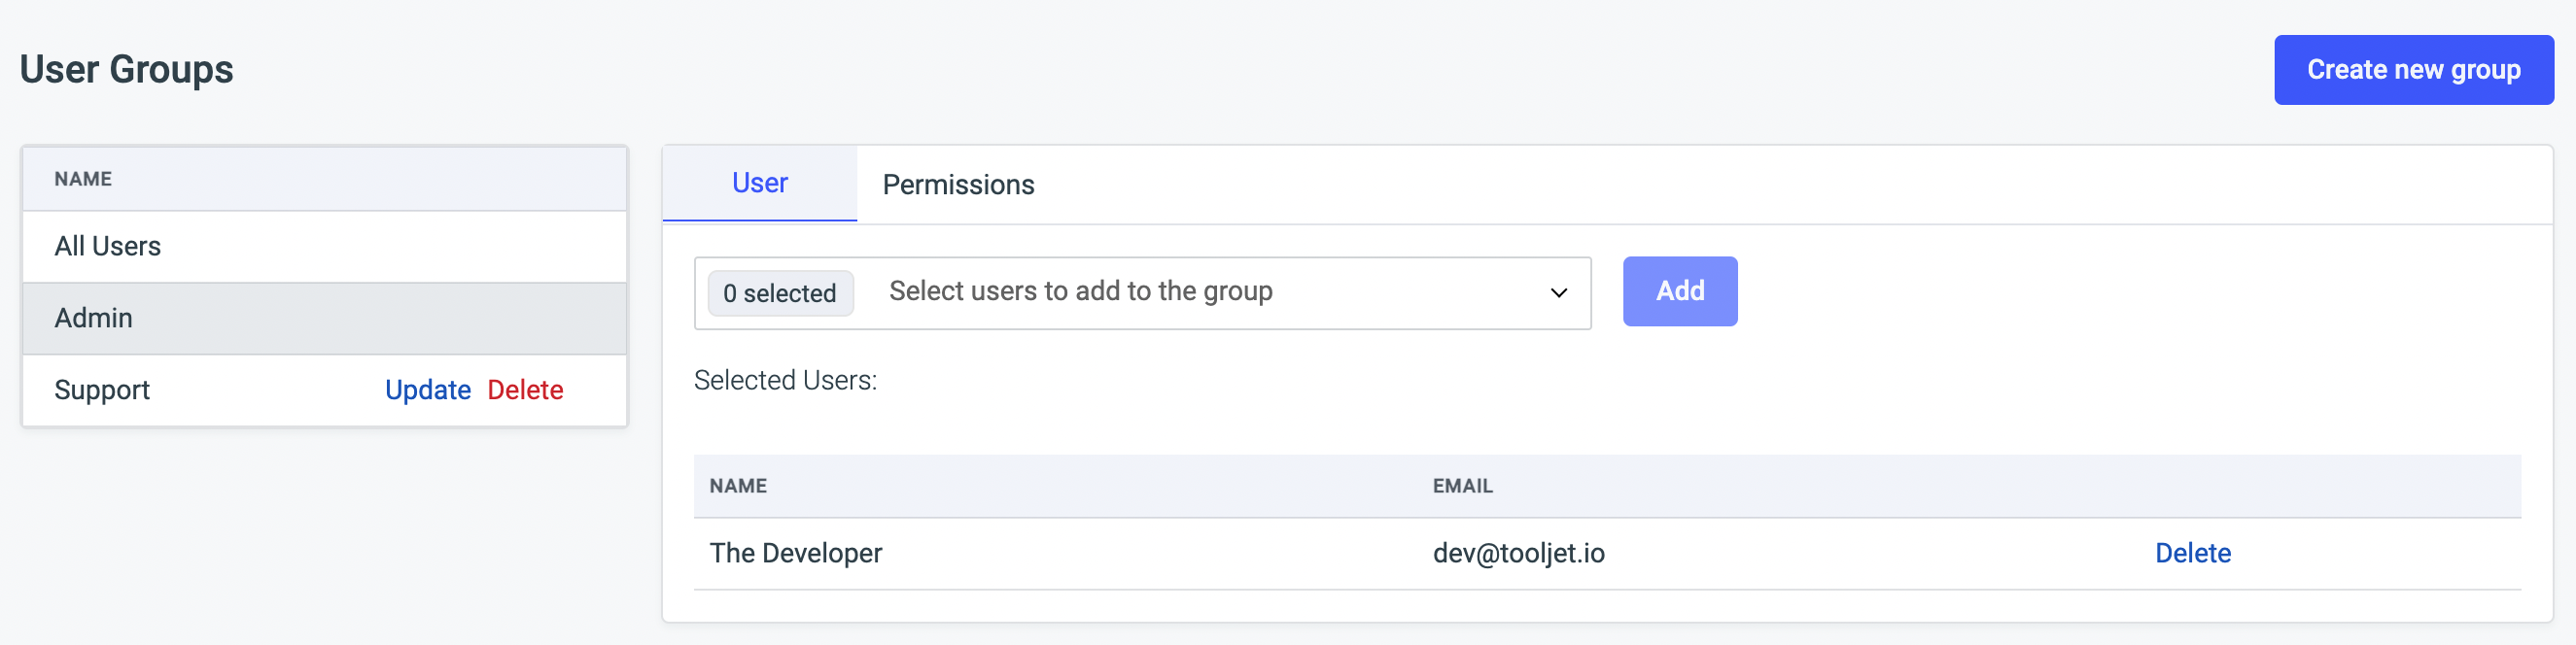 User Groups
Create new group
NAME
All Users
Admin
Support Update Delete
User Permissions
0 selected Select users to add to the group Add
Selected Users:
NAME EMAIL
The Developer dev@tooljet.io Delete